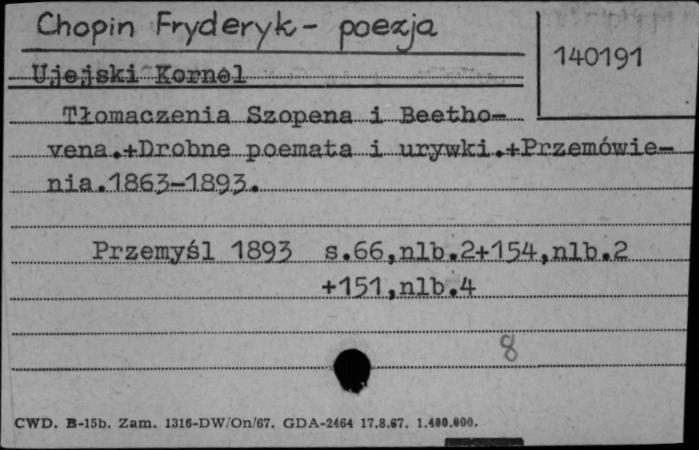 Chopin Fryderyk - poezja
140191
Ujejski Kornel
Tłomaczenia Szopena i Beetho-
vena.+Drobne poemata i urywki.+Przemówie-
nia.1863-1893.
Przemyśl 1893 s.66,nlb.2+154,nlb.2
+151,nlb.4
8
CWD. B-15b. Zam. 1316-DW/On/67. GDA-2464 17.8.67. 1.400.000.